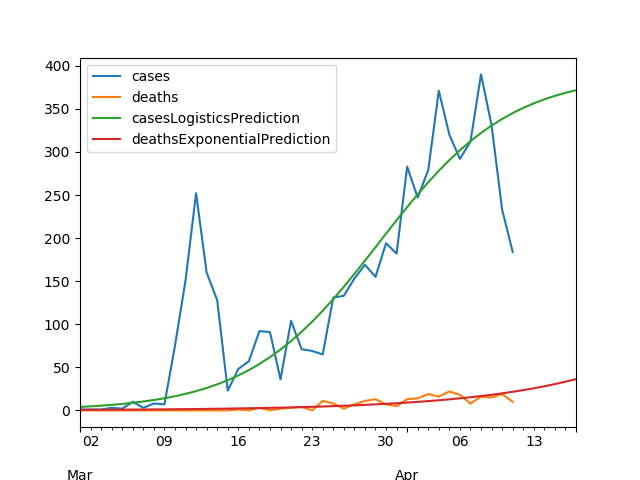 400
350
300
250
200
150
100
50
0
cases
deaths
casesLogisticsPrediction
deathsExponentialPrediction
02 09 16 23 30 06 13
Mar Apr